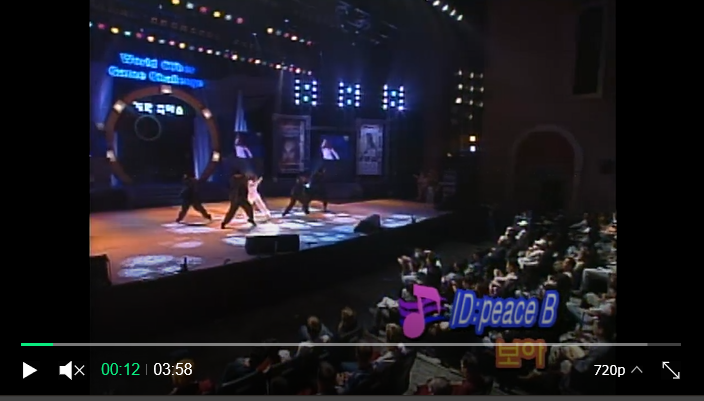 World Cyber
Game Challenge
ID:peace B
보아
00:12
03:58
720p